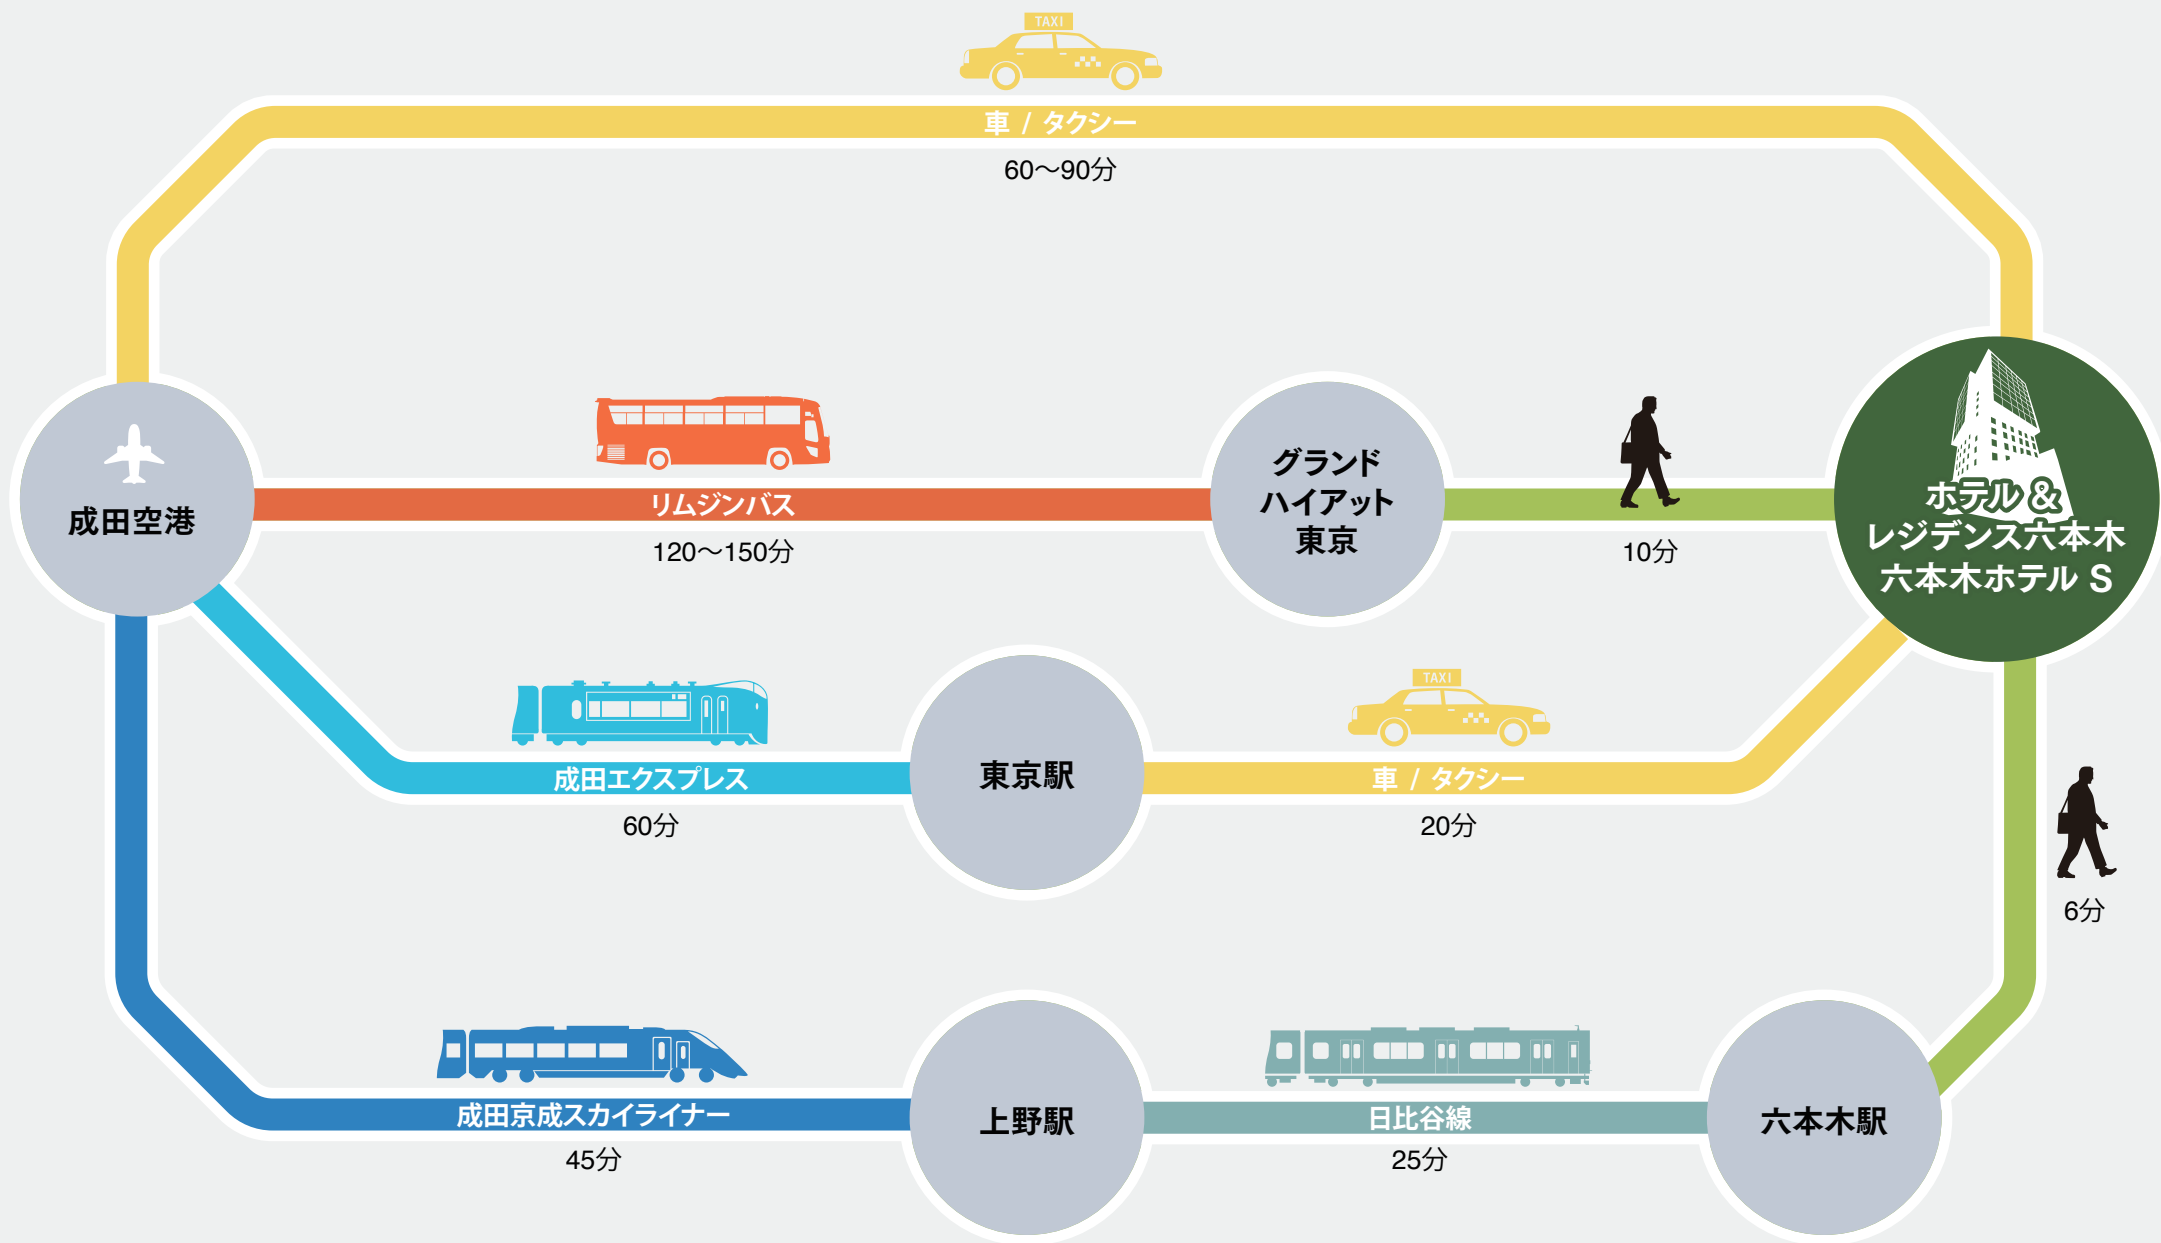 TAXI
車 / タクシー
60〜90分
成田空港
リムジンバス
120〜150分
グランド
ハイアット
東京
10分
ホテル &
レジデンス六本木
六本木ホテル S
成田エクスプレス
60分
東京駅
TAXI
車 / タクシー
20分
6分
成田京成スカイライナー
45分
上野駅
日比谷線
25分
六本木駅